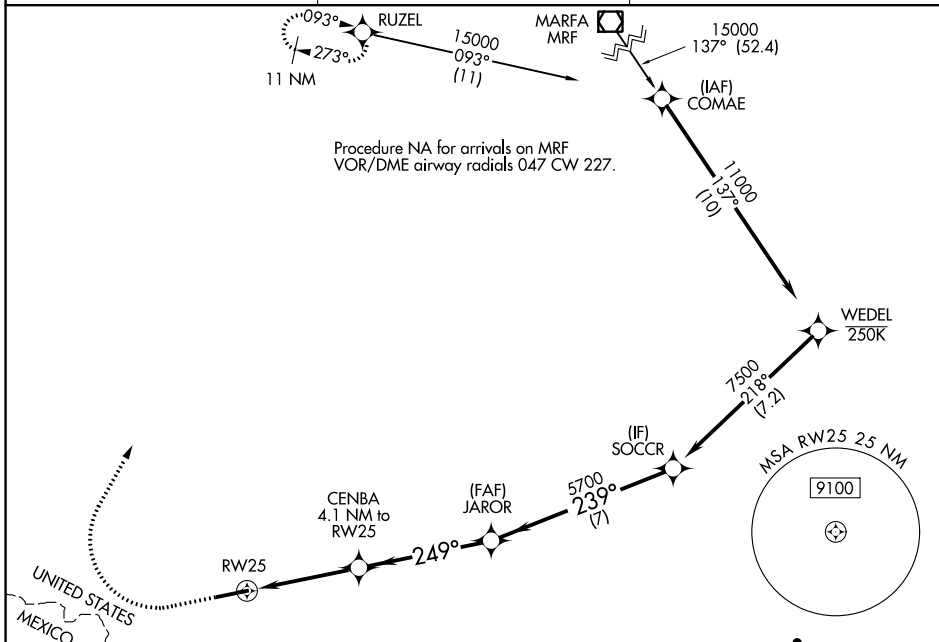 093°
273°
11 NM
RUZEL
15000
093°
(11)
MARFA
MRF
15000
137° (52.4)
(IAF)
COMAE
Procedure NA for arrivals on MRF
VOR/DME airway radials 047 CW 227.
11000
137°
(10)
WEDEL
250K
7500
218°
(7.2)
(IF)
SOCCR
MSA RW25 25 NM
9100
5700
239°
(7)
(FAF)
JAROR
CENBA
4.1 NM to
RW25
249°
RW25
UNITED STATES
MEXICO